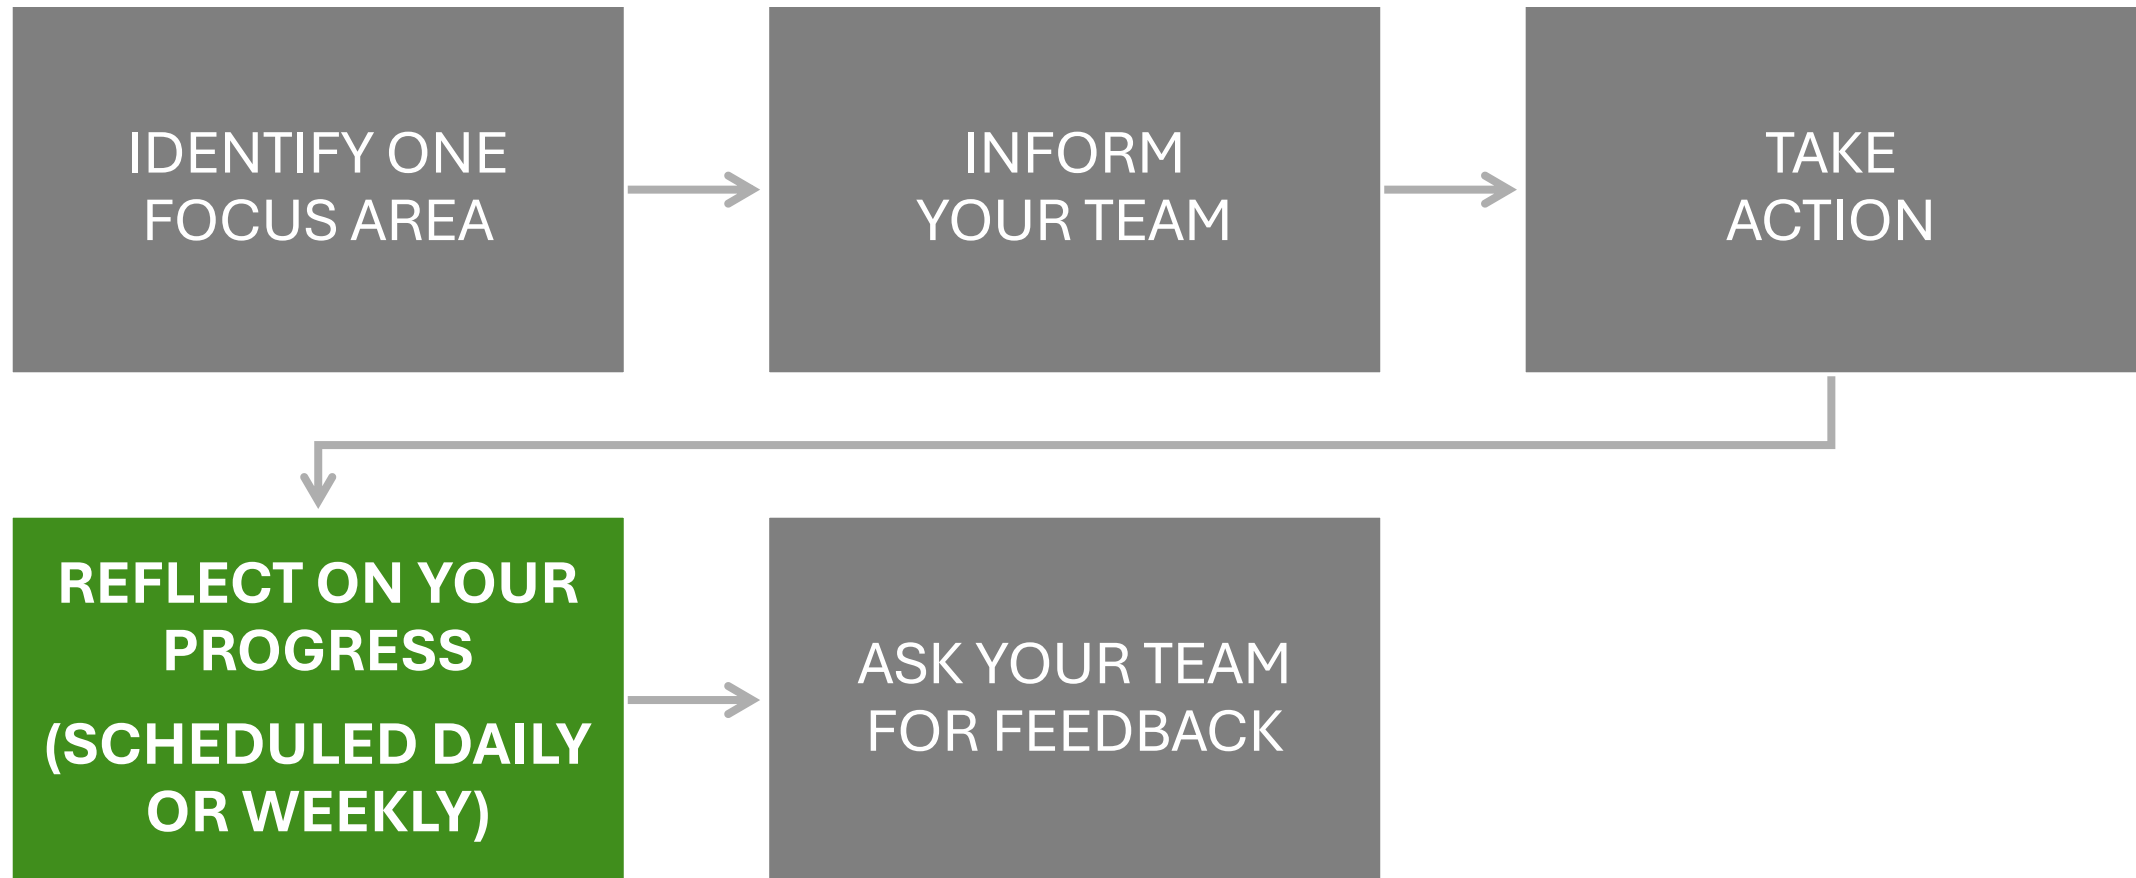 IDENTIFY ONE
FOCUS AREA
INFORM
YOUR TEAM
TAKE
ACTION
REFLECT ON YOUR
PROGRESS
(SCHEDULED DAILY
OR WEEKLY)
ASK YOUR TEAM
FOR FEEDBACK